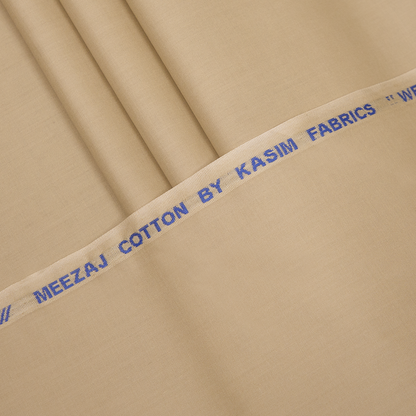 // MEEZAJ COTTON BY KASIM FABRICS "